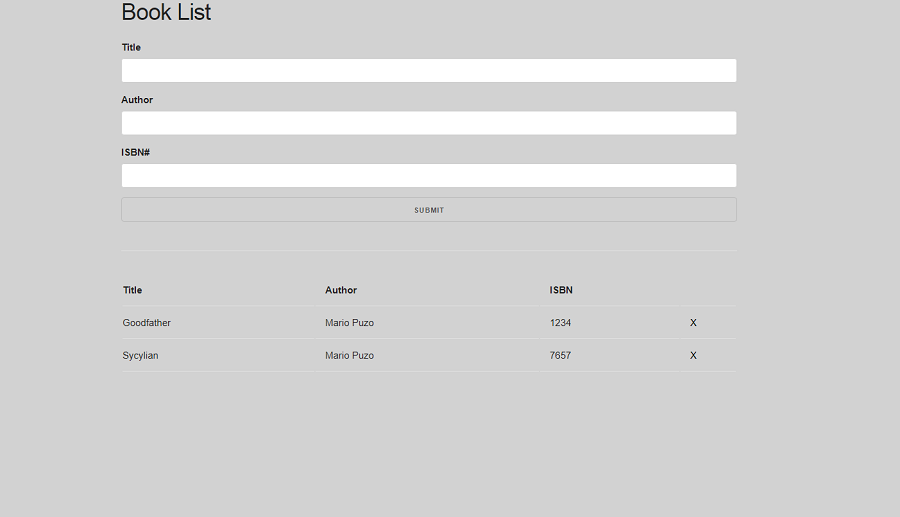 Book List
Title
Author
ISBN#
SUBMIT
Title Author ISBN
Goodfather Mario Puzo 1234 X
Sycylian Mario Puzo 7657 X